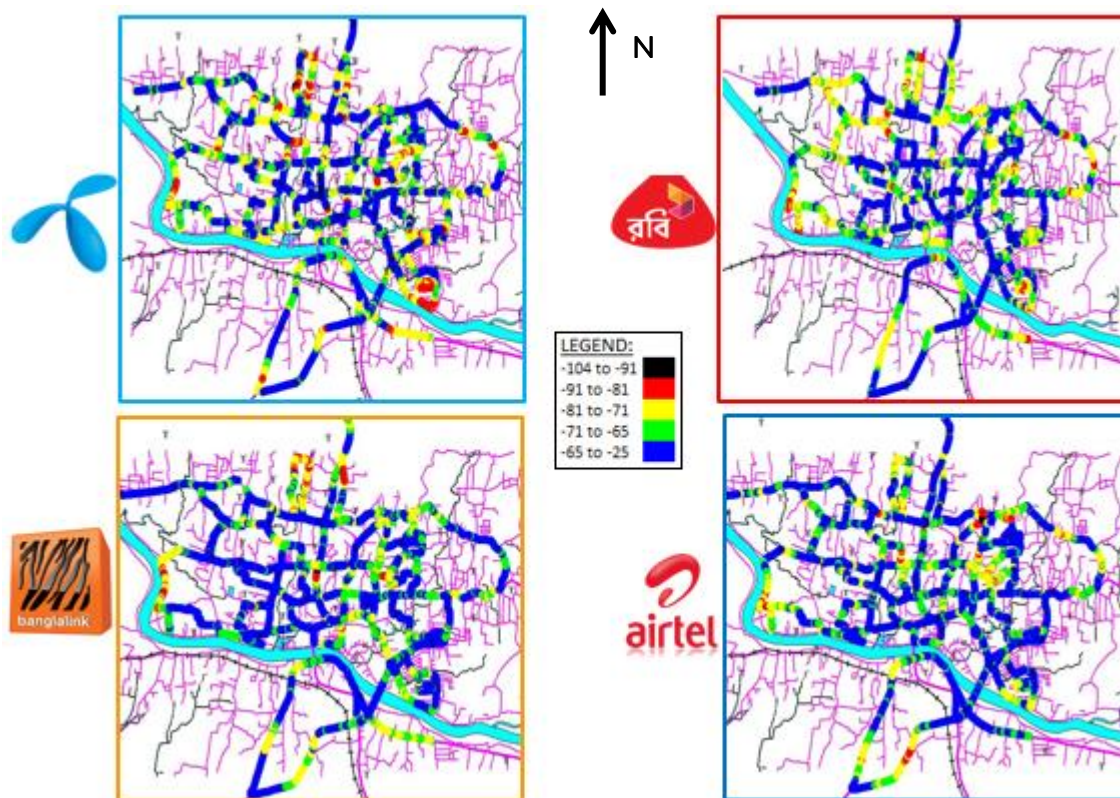 N
রবি
LEGEND:
-104 to -91
-91 to -81
-81 to -71
-71 to -65
-65 to -25
banglalink
airtel